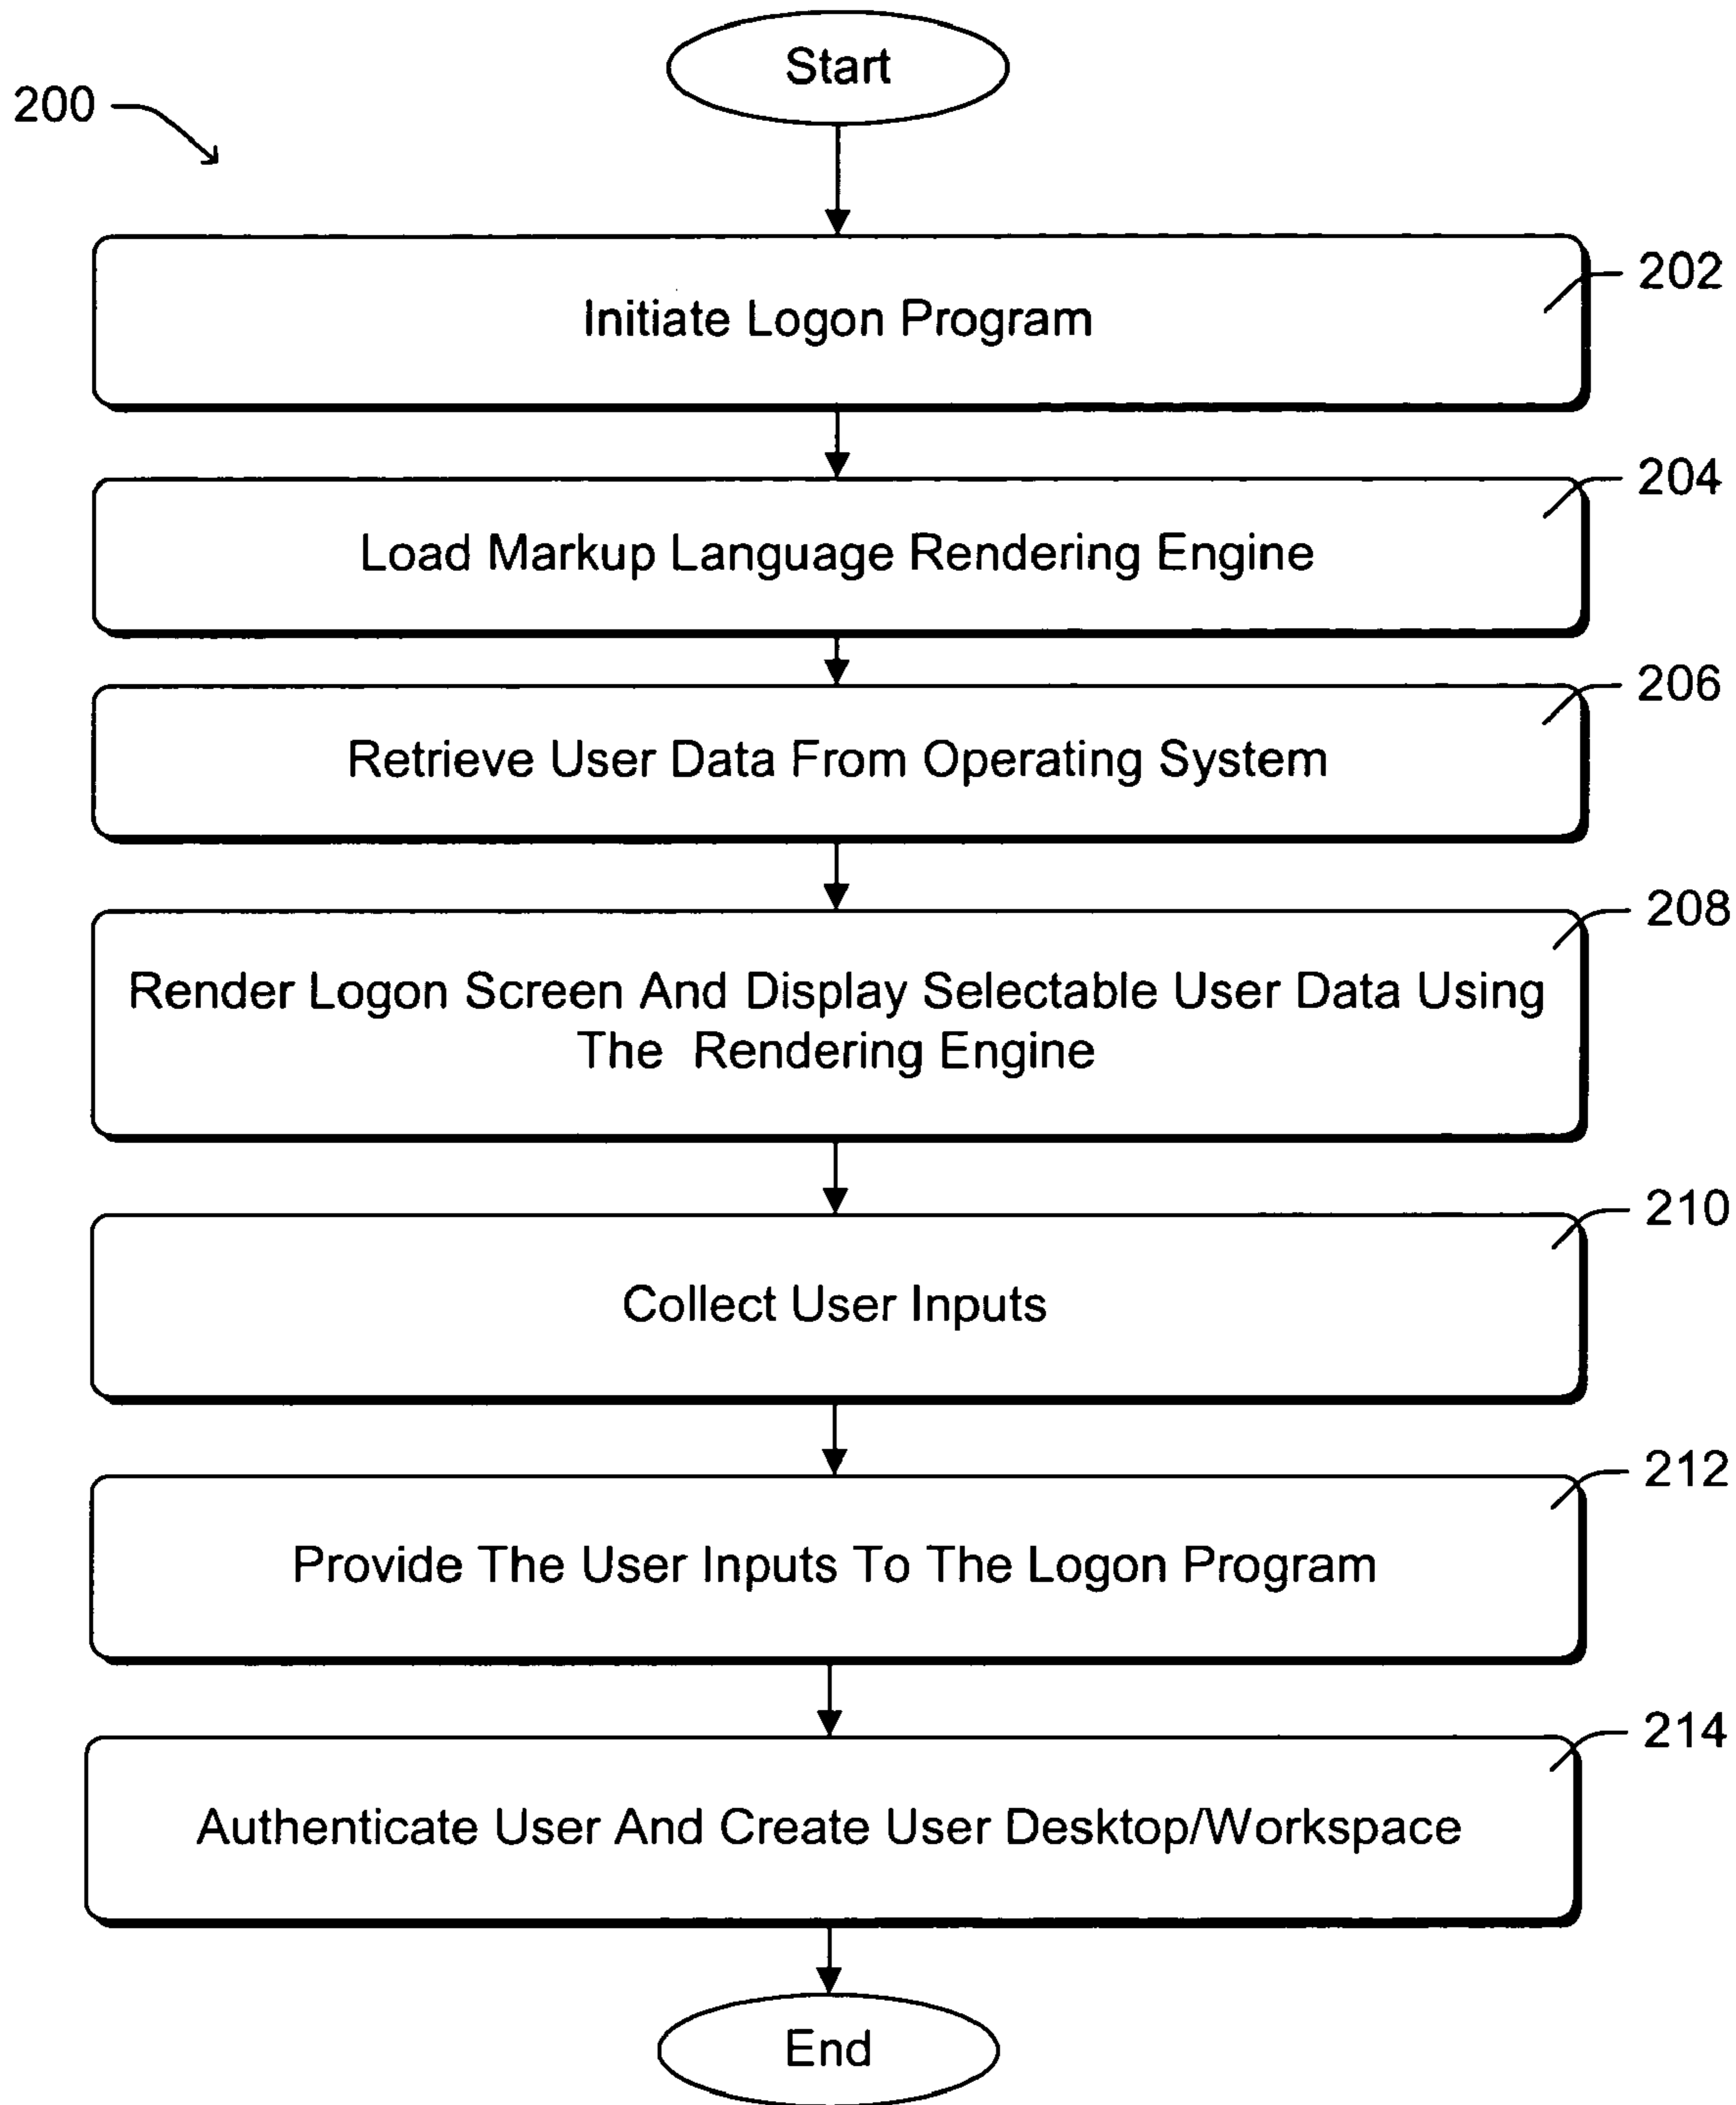 Start
200
202
Initiate Logon Program
204
Load Markup Language Rendering Engine
206
Retrieve User Data From Operating System
208
Render Logon Screen And Display Selectable User Data Using
The Rendering Engine
210
Collect User Inputs
212
Provide The User Inputs To The Logon Program
214
Authenticate User And Create User Desktop/Workspace
End